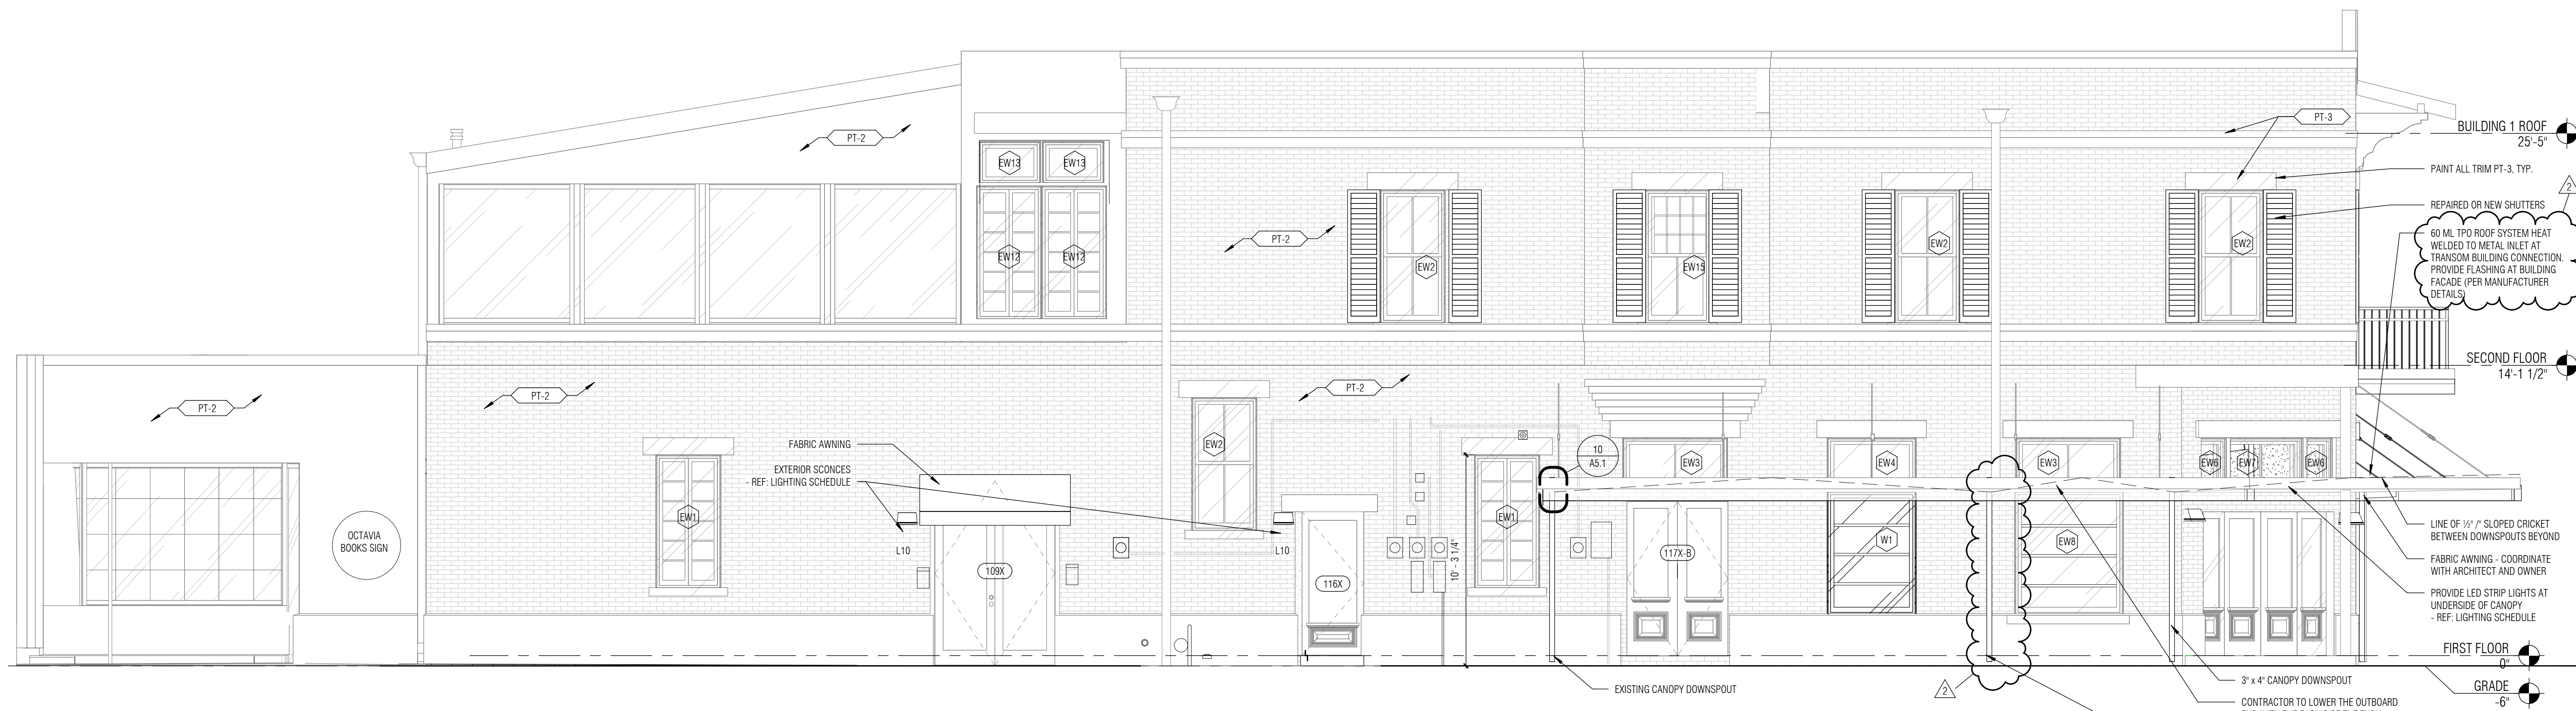 PT-2
EW13
EW13
EW12
EW12
PT-2
EW2
EW15
EW2
EW2
PT-3
BUILDING 1 ROOF
25'-5"
PAINT ALL TRIM PT-3, TYP.
2
REPAIRED OR NEW SHUTTERS
60 ML TPO ROOF SYSTEM HEAT
WELDED TO METAL INLET AT
TRANSOM BUILDING CONNECTION.
PROVIDE FLASHING AT BUILDING
FACADE (PER MANUFACTURER
DETAILS)
SECOND FLOOR
14'-1 1/2"
PT-2
PT-2
PT-2
FABRIC AWNING
EXTERIOR SCONCES
- REF: LIGHTING SCHEDULE
OCTAVIA
BOOKS SIGN
EW1
L10
109X
EW2
L10
116X
EW1
10' - 3 1/4"
10
A5.1
EW3
117X-B
EW4
W1
EW3
EW8
EW6
EW7
EW6
LINE OF ½" /" SLOPED CRICKET
BETWEEN DOWNSPOUTS BEYOND
FABRIC AWNING - COORDINATE
WITH ARCHITECT AND OWNER
PROVIDE LED STRIP LIGHTS AT
UNDERSIDE OF CANOPY
- REF: LIGHTING SCHEDULE
FIRST FLOOR
0"
GRADE
-6"
EXISTING CANOPY DOWNSPOUT
2
3" x 4" CANOPY DOWNSPOUT
CONTRACTOR TO LOWER THE OUTBOARD